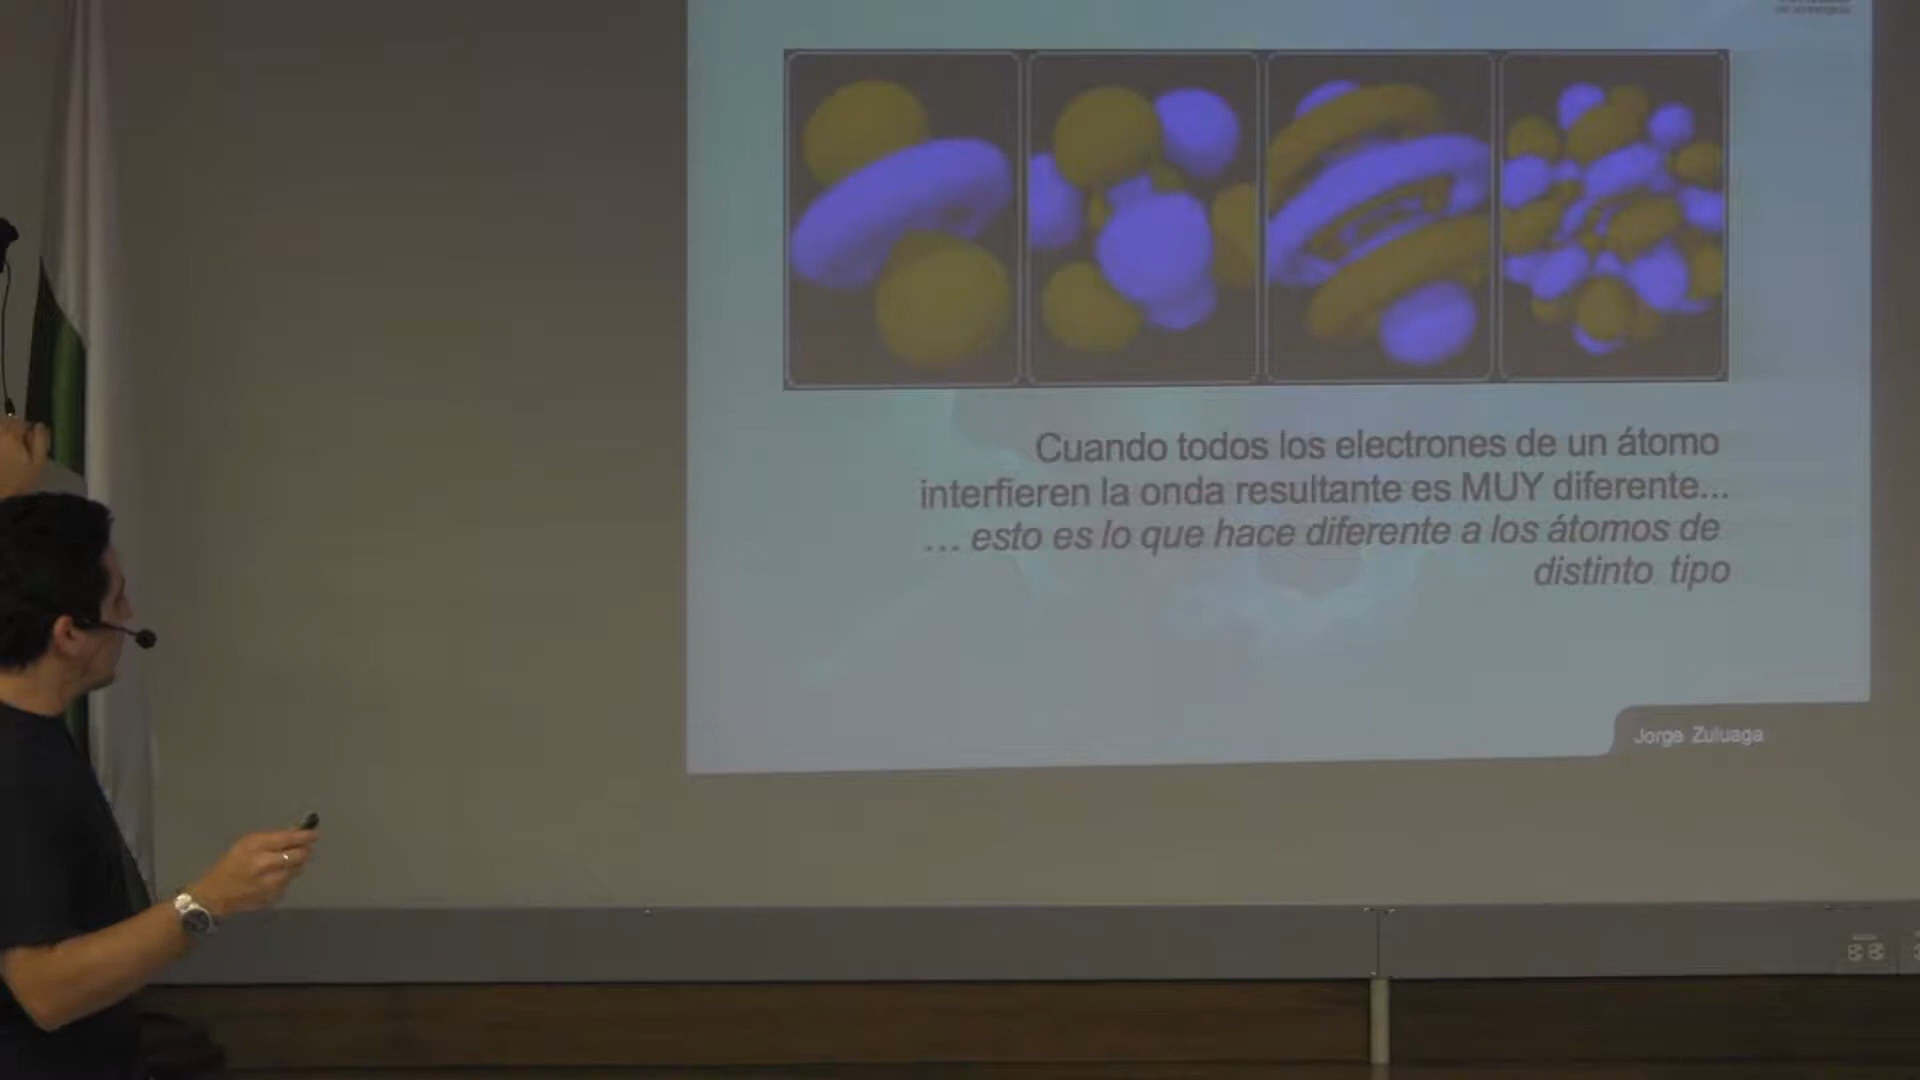 Cuando todos los electrones de un átomo
interfieren la onda resultante es MUY diferente...
... esto es lo que hace diferente a los átomos de
distinto tipo
Jorge Zuluaga